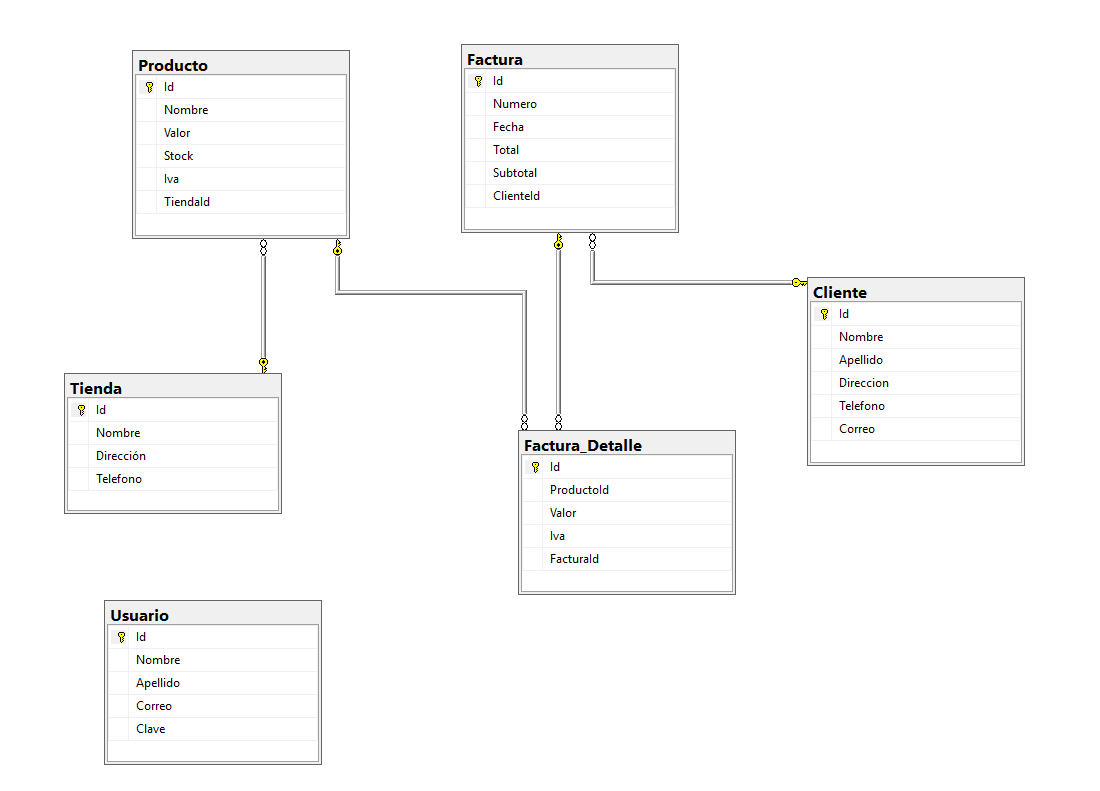 Producto
Id
Nombre
Valor
Stock
Iva
TiendaId
Factura
Id
Numero
Fecha
Total
Subtotal
ClienteId
Cliente
Id
Nombre
Apellido
Direccion
Telefono
Correo
Tienda
Id
Nombre
Dirección
Telefono
Factura_Detalle
Id
ProductoId
Valor
Iva
FacturaId
Usuario
Id
Nombre
Apellido
Correo
Clave